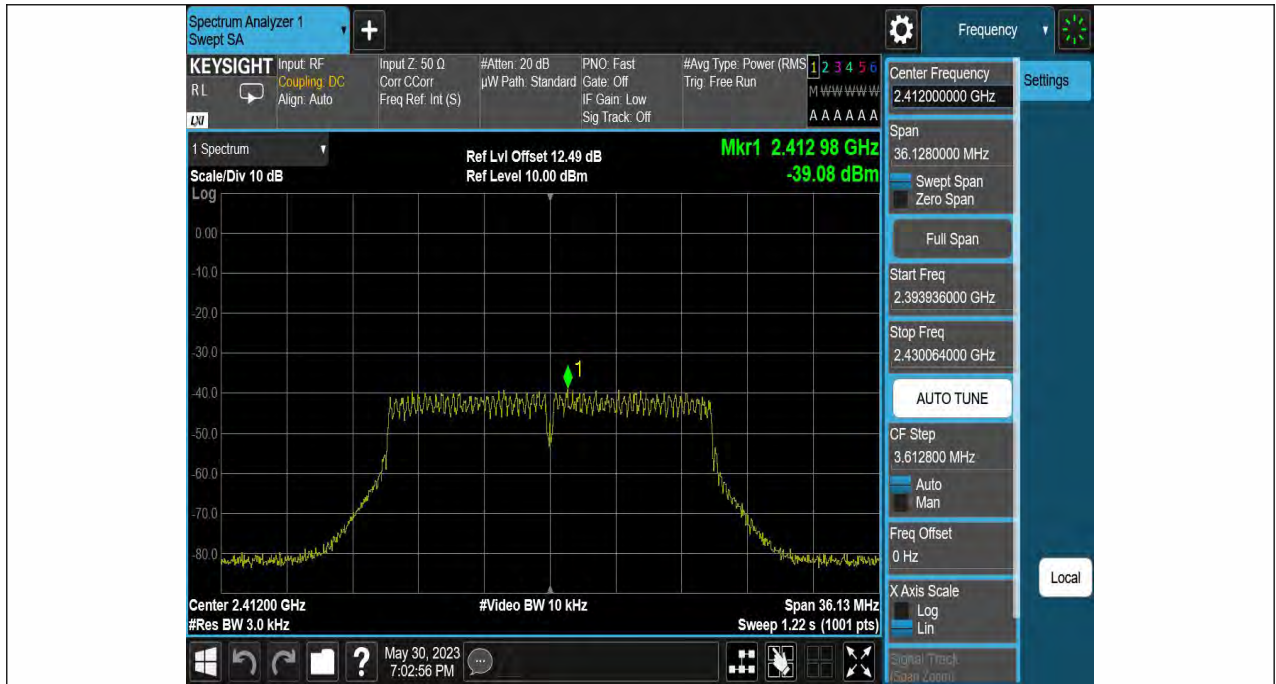 Spectrum Analyzer 1
Swept SA
+
Frequency
KEYSIGHT
RL
LXI
Input: RF
Coupling: DC
Align: Auto
Input Z: 50 Ω
Corr CCorr
Freq Ref: Int (S)
#Atten: 20 dB
µW Path: Standard
PNO: Fast
Gate: Off
IF Gain: Low
Sig Track: Off
#Avg Type: Power (RMS
Trig: Free Run
1 2 3 4 5 6
M W W W W W
A A A A A A
1 Spectrum
Scale/Div 10 dB
Ref Lvl Offset 12.49 dB
Ref Level 10.00 dBm
Mkr1 2.412 98 GHz
-39.08 dBm
Log
0.00
-10.0
-20.0
-30.0
1
-40.0
-50.0
-60.0
-70.0
-80.0
Center 2.41200 GHz
#Res BW 3.0 kHz
#Video BW 10 kHz
Span 36.13 MHz
Sweep 1.22 s (1001 pts)
?
May 30, 2023
7:02:56 PM
Center Frequency
2.412000000 GHz
Settings
Span
36.1280000 MHz
Swept Span
Zero Span
Full Span
Start Freq
2.393936000 GHz
Stop Freq
2.430064000 GHz
AUTO TUNE
CF Step
3.612800 MHz
Auto
Man
Freq Offset
0 Hz
Local
X Axis Scale
Log
Lin
Signal Track
(Span Zoom)